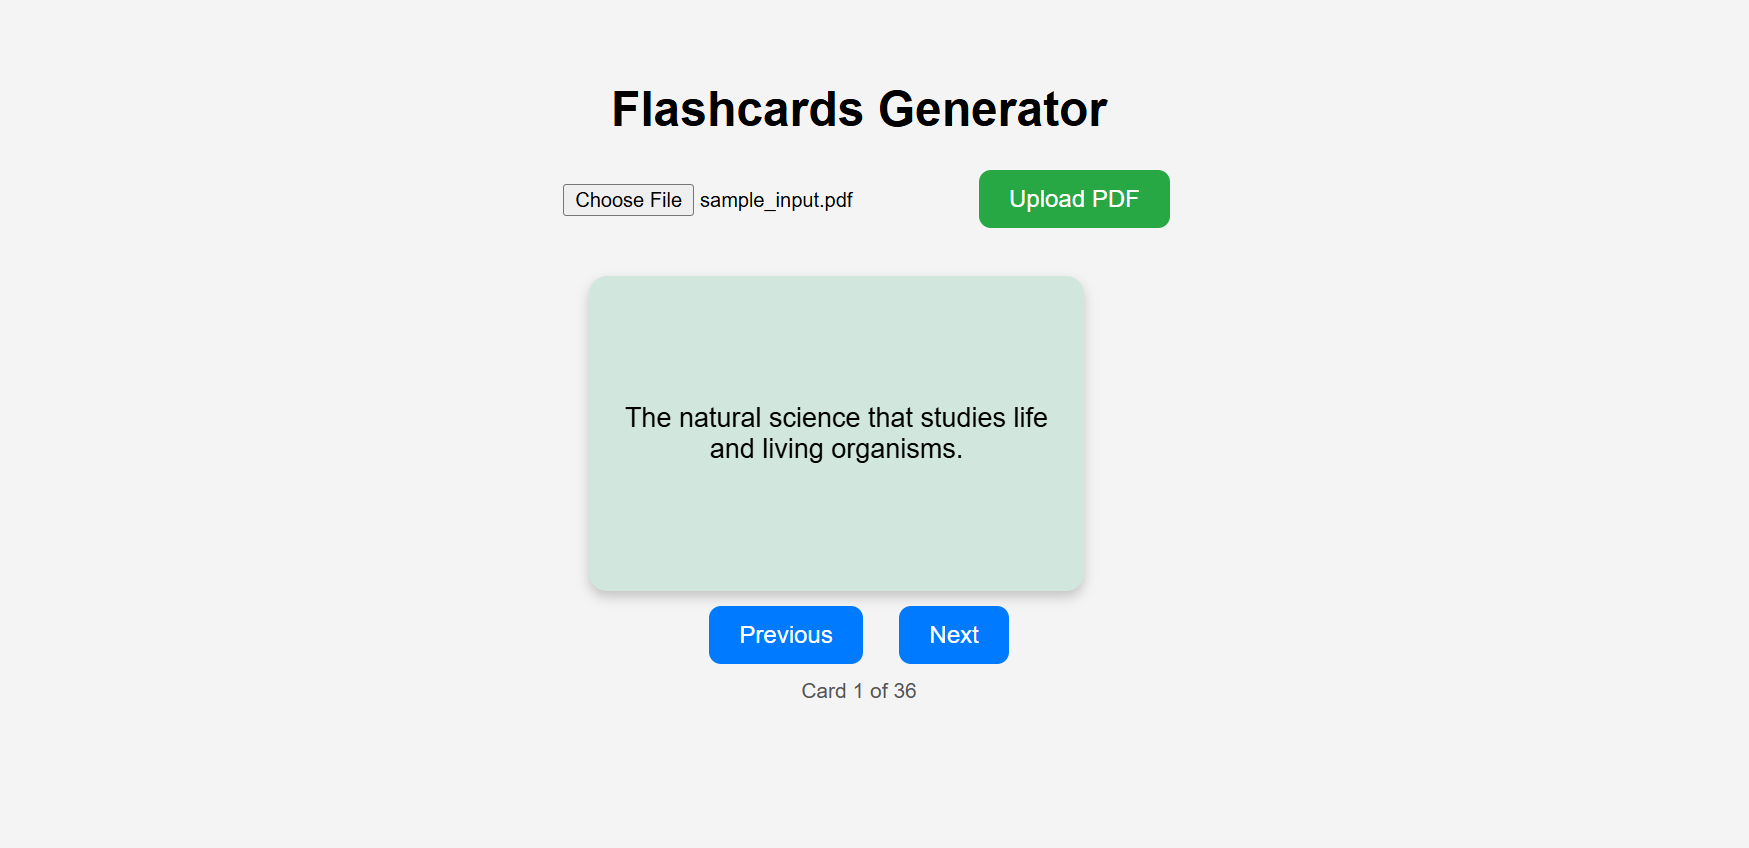 Flashcards Generator
Choose File sample_input.pdf Upload PDF
The natural science that studies life
and living organisms.
Previous Next
Card 1 of 36